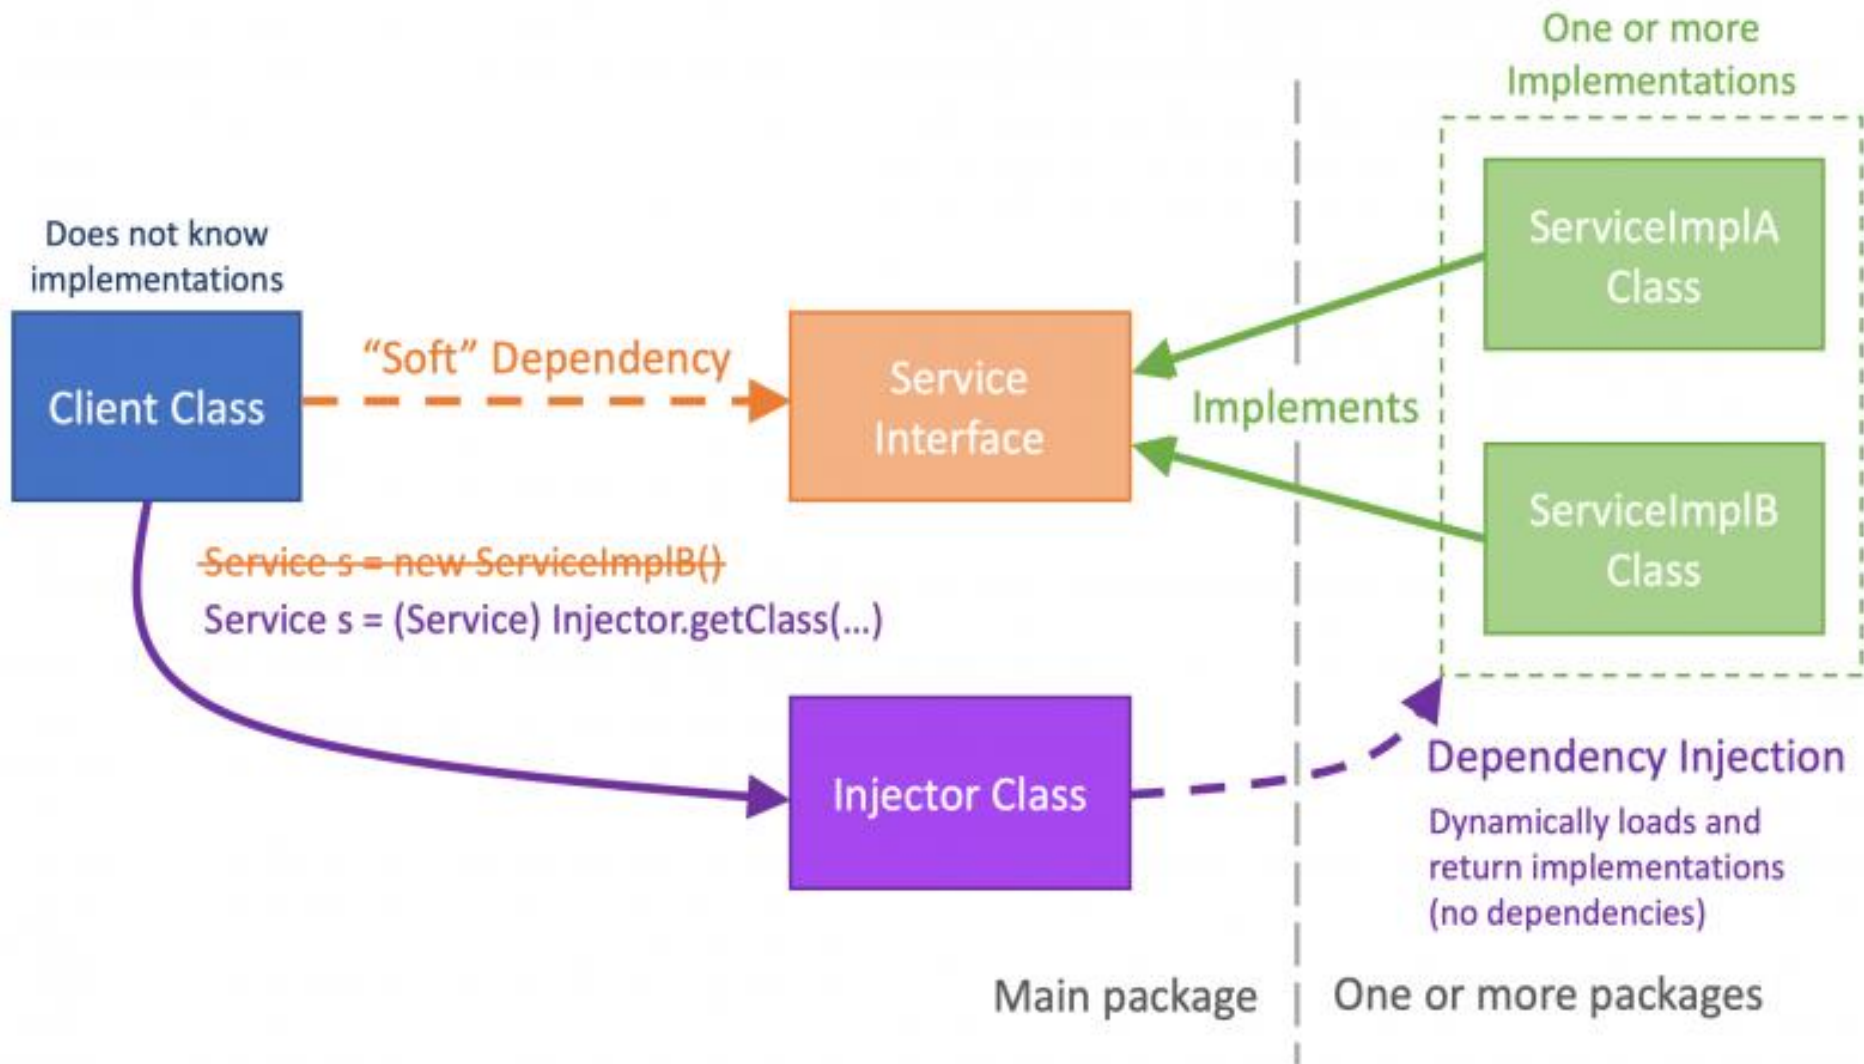 One or more
Implementations
Does not know
implementations
Client Class
“Soft” Dependency
Service
Interface
Implements
ServiceImplA
Class
ServiceImplB
Class
Service s = new ServiceImplB()
Service s = (Service) Injector.getClass(...)
Injector Class
Dependency Injection
Dynamically loads and
return implementations
(no dependencies)
Main package
One or more packages